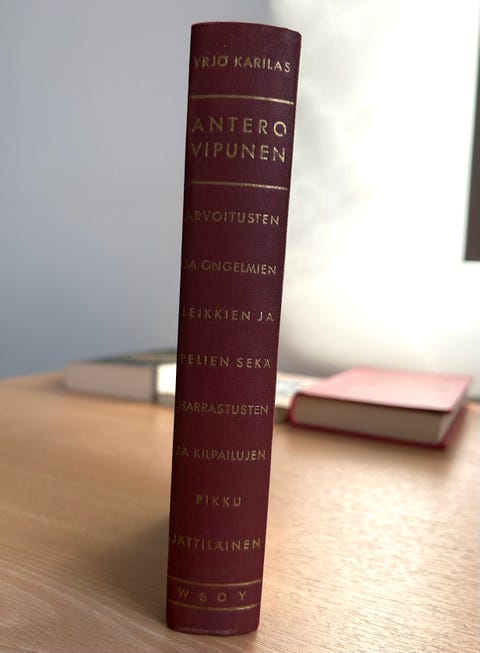 YRJÖ KARILAS
ANTERO
VIPUNEN
ARVOITUSTEN
JA ONGELMIEN
LEIKKIEN JA
PELIEN SEKÄ
HARRASTUSTEN
JA KILPAILUJEN
PIKKU
JÄTTILÄINEN
WSOY